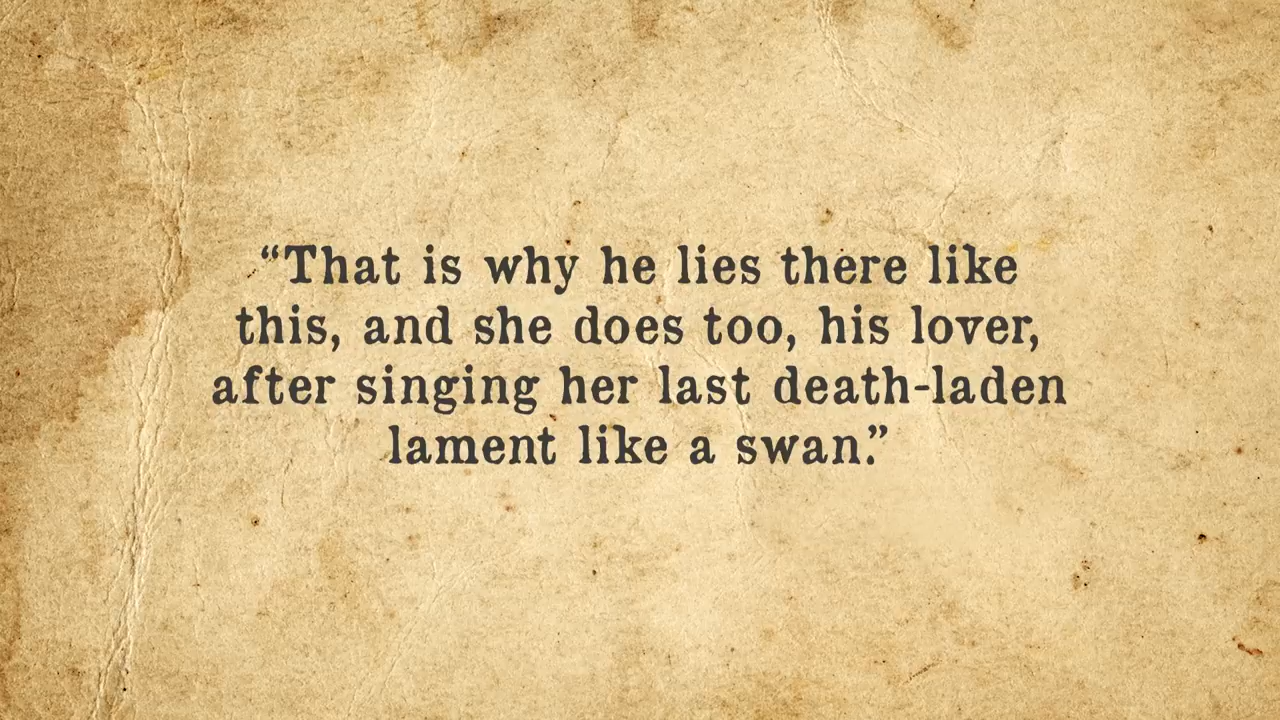 “That is why he lies there like
this, and she does too, his lover,
after singing her last death-laden
lament like a swan.”